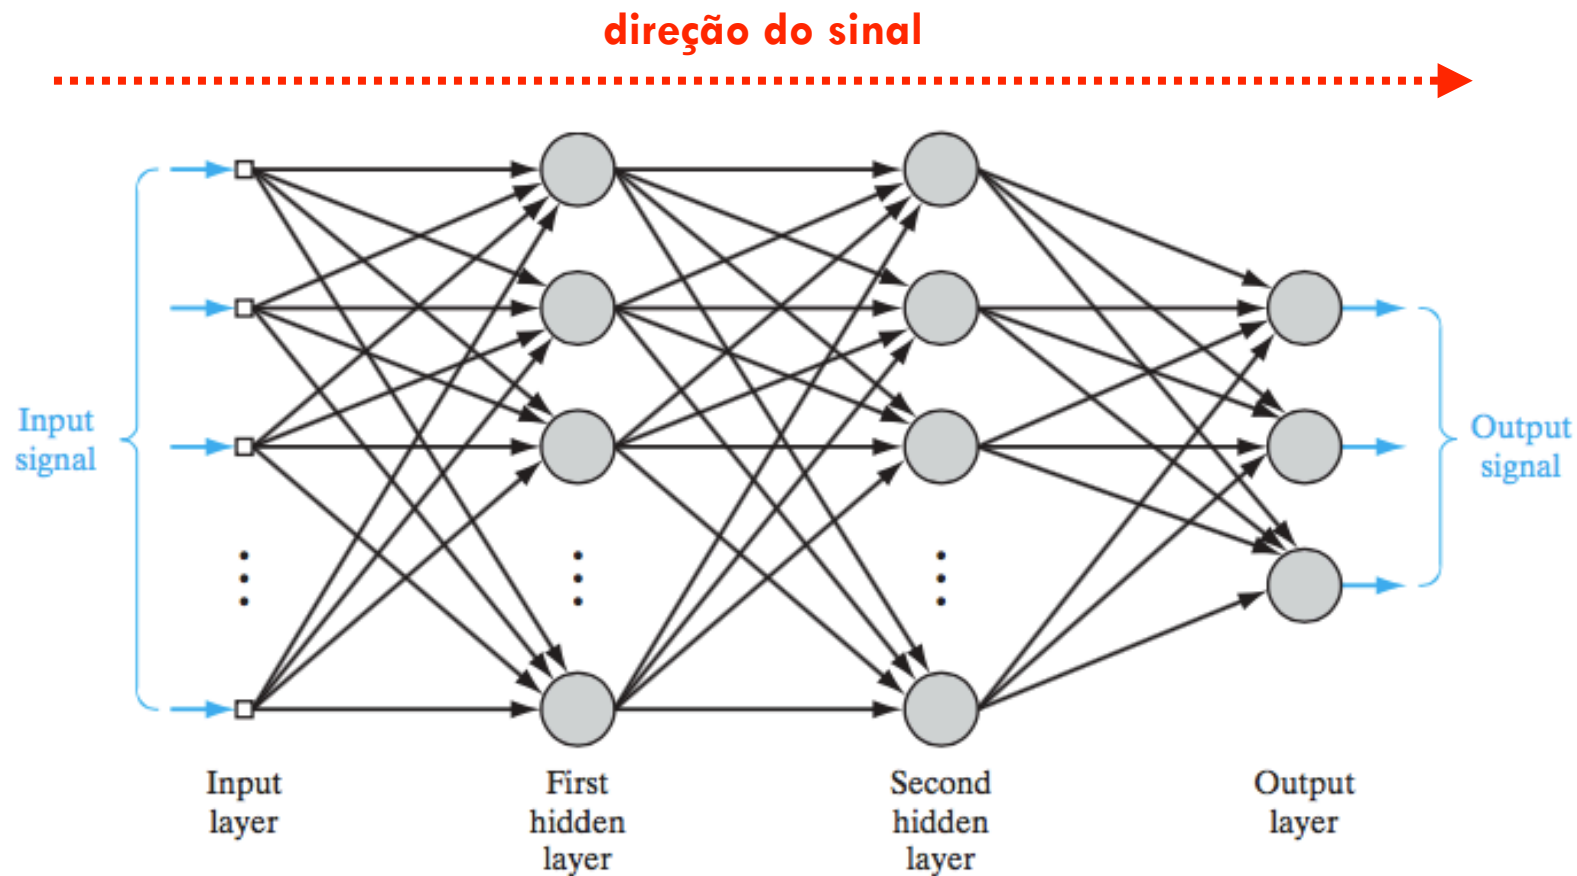 direção do sinal
Input
signal
Output
signal
Input
layer
First
hidden
layer
Second
hidden
layer
Output
layer